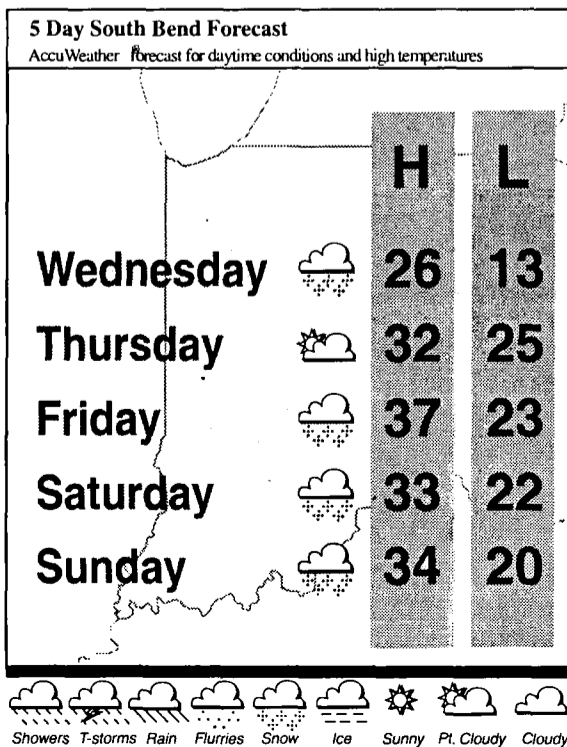 5 Day South Bend Forecast
AccuWeather forecast for daytime conditions and high temperatures
H L
Wednesday 26 13
Thursday 32 25
Friday 37 23
Saturday 33 22
Sunday 34 20
Showers T-storms Rain Flurries Snow Ice Sunny Pt. Cloudy Cloudy